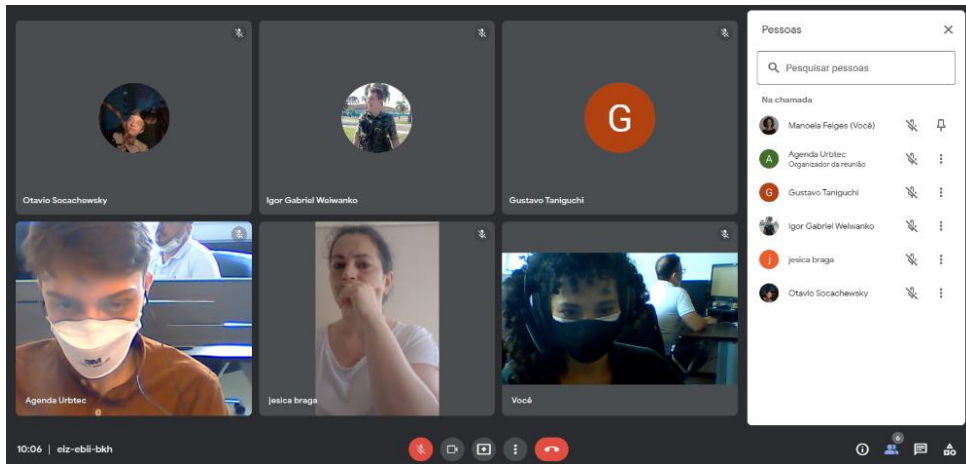 Pessoas
Pesquisar pessoas
Na chamada
Manoela Feiges (Você)
Agenda Urbtec
Organizador da reunião
Gustavo Taniguchi
Igor Gabriel Weiwanko
jesica braga
Otavio Socachewsky
G
Otavio Socachewsky
Igor Gabriel Weiwanko
Gustavo Taniguchi
Agenda Urbtec
jesica braga
Você
A
G
j
10:06 | eiz-ebii-bkh
6